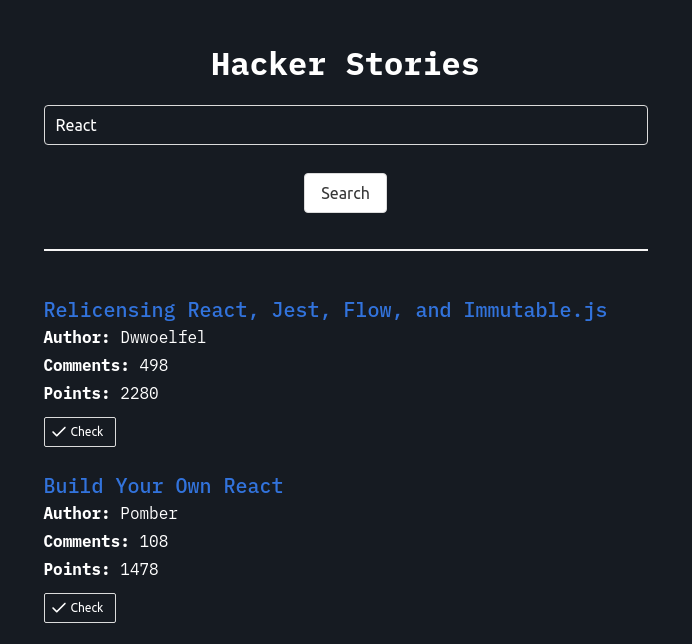 Hacker Stories
React
Search
Relicensing React, Jest, Flow, and Immutable.js
Author: Dwwoelfel
Comments: 498
Points: 2280
Check
Build Your Own React
Author: Pomber
Comments: 108
Points: 1478
Check